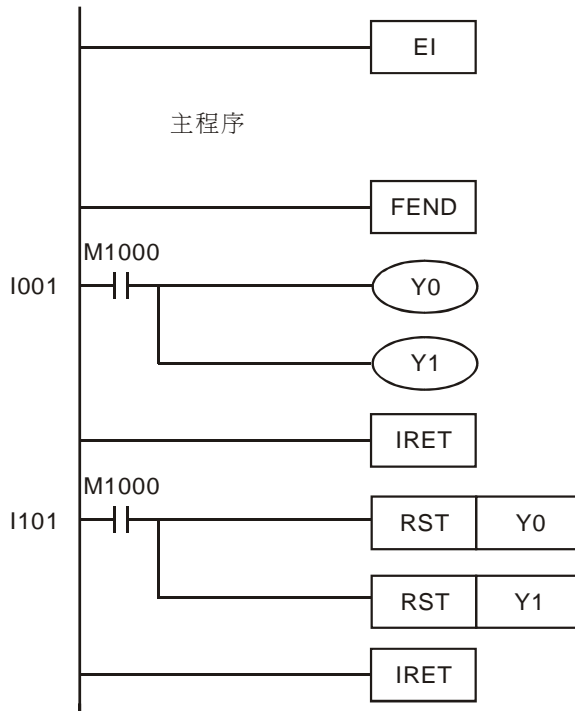 EI
主程序
FEND
M1000
I001
Y0
Y1
IRET
M1000
I101
RST Y0
RST Y1
IRET